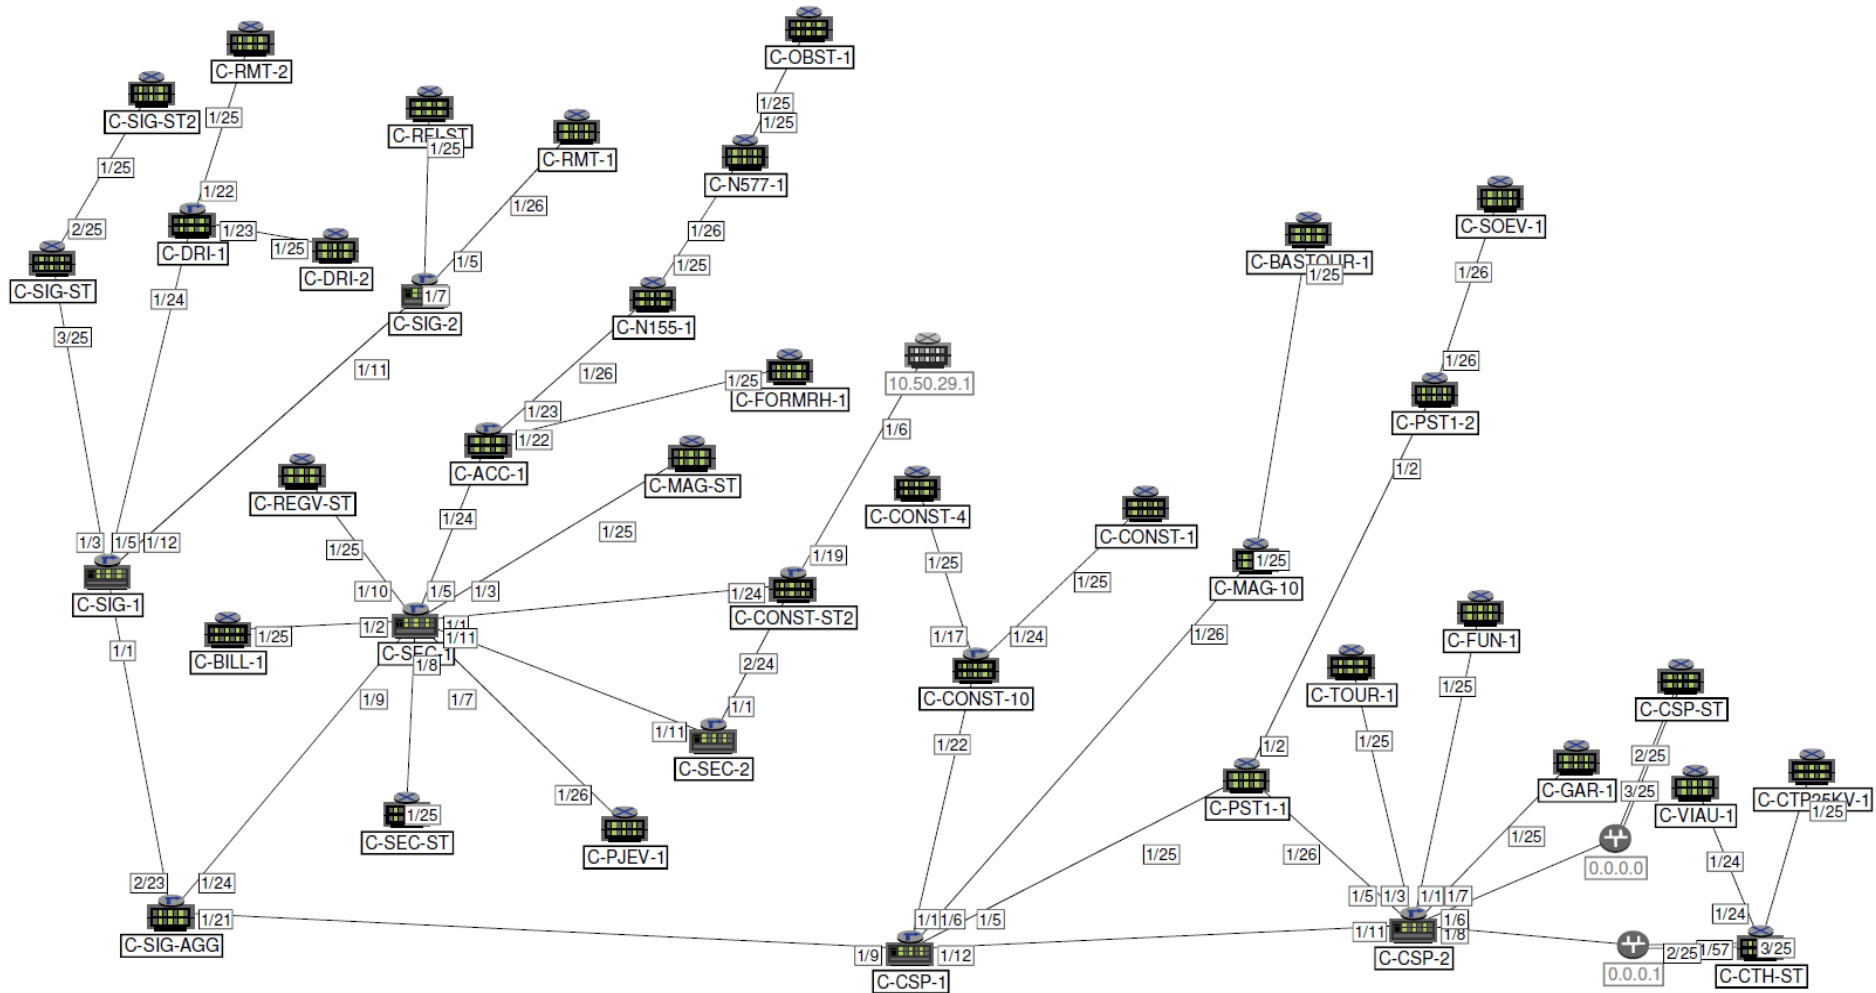 C-OBST-1
C-RMT-2
C-SIG-ST2
1/25
1/25
1/25
1/25
C-RMT-1
1/25
C-N577-1
1/22
1/26
2/25
1/23
1/25
C-DRI-1
C-DRI-2
1/5
1/26
1/25
C-SOEV-1
C-BASTOUR-1
1/25
1/26
C-SIG-ST
1/24
1/7
C-SIG-2
C-N155-1
3/25
1/11
1/26
1/25
C-FORMRH-1
10.50.29.1
1/26
1/23
1/22
1/6
C-PST1-2
C-ACC-1
C-MAG-ST
1/2
C-REGV-ST
1/24
1/25
C-CONST-4
C-CONST-1
1/3
1/5
1/12
1/25
1/19
1/25
1/25
1/25
C-SIG-1
1/10
1/5
1/3
1/24
C-MAG-10
C-CONST-ST2
1/25
1/2
1/1
1/11
1/17
1/24
1/26
C-FUN-1
C-BILL-1
C-SEC-1
1/8
1/1
2/24
C-TOUR-1
1/25
1/9
1/7
C-CONST-10
C-CSP-ST
1/1
1/11
1/22
1/2
1/25
2/25
C-SEC-2
C-GAR-1
3/25
1/26
C-PST1-1
C-VIAU-1
C-CTP25KV-1
1/25
1/25
C-SEC-ST
C-PJEV-1
1/25
1/26
1/25
1/24
0.0.0.0
2/23
1/24
1/5
1/3
1/1
1/7
1/21
1/1
1/6
1/5
1/6
1/24
C-SIG-AGG
1/11
1/8
1/9
1/12
C-CSP-2
2/25
1/57
3/25
C-CSP-1
0.0.0.1
C-CTH-ST